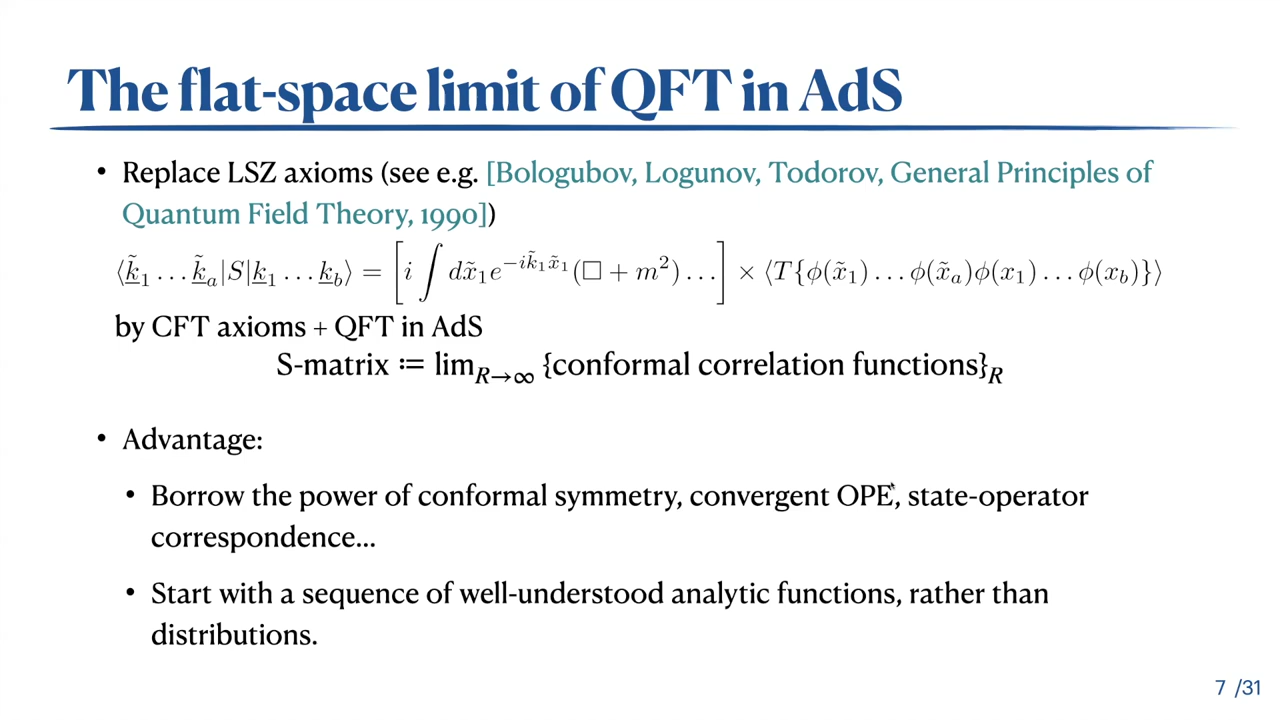 The flat-space limit of QFT in AdS
• Replace LSZ axioms (see e.g. [Bologubov, Logunov, Todorov, General Principles of
Quantum Field Theory, 1990])
⟨k̃₁ … k̃ₐ|S|k₁ … k_b⟩ = [i ∫ dx̃₁e^{−ik̃₁x̃₁}(□ + m²) …] × ⟨T{ϕ(x̃₁) … ϕ(x̃ₐ)ϕ(x₁) … ϕ(x_b)}⟩
by CFT axioms + QFT in AdS
S-matrix ≔ lim_{R→∞} {conformal correlation functions}_R
• Advantage:
• Borrow the power of conformal symmetry, convergent OPE, state-operator
correspondence...
• Start with a sequence of well-understood analytic functions, rather than
distributions.
7 /31